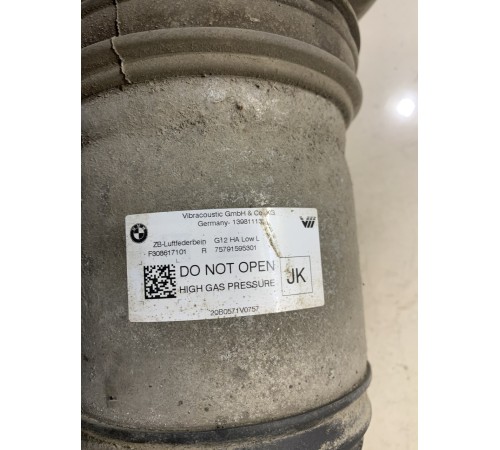 BMW
Vibracoustic GmbH & Co. KG
Germany-
ZB-Luftfederbein G12 HA Low L
F308617101 R 75791595301
L
DO NOT OPEN
HIGH GAS PRESSURE
JK
20B0571V0757